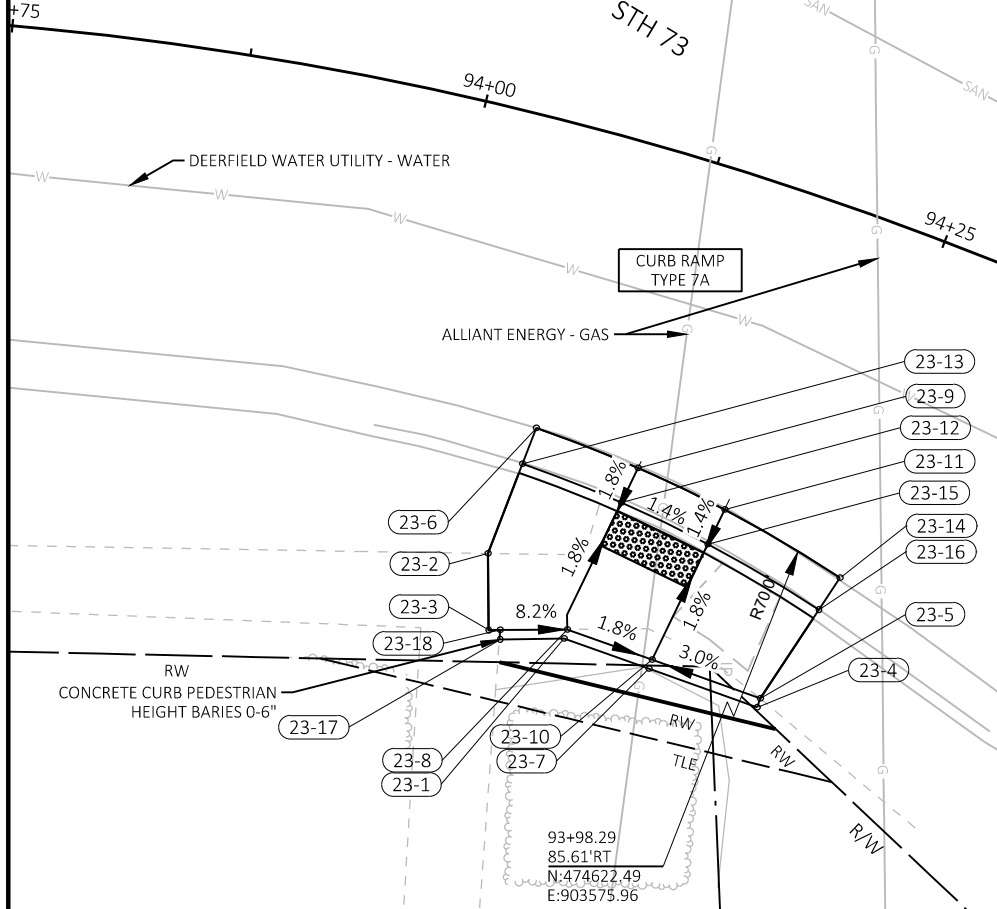 +75
STH 73
SAN
SAN
94+00
G
G
DEERFIELD WATER UTILITY - WATER
W
W
W
94+25
G
G
CURB RAMP
TYPE 7A
W
W
ALLIANT ENERGY - GAS
G
23-13
23-9
W
23-12
G
23-11
23-15
23-6
1.8%
1.4%
1.4%
23-14
23-16
23-2
1.8%
R70.0
23-3
8.2%
1.8%
G
23-5
23-18
1.8%
3.0%
23-4
RW
CONCRETE CURB PEDESTRIAN
HEIGHT BARIES 0-6"
G
23-17
RW
23-10
RW
23-8
23-7
TLE
G
23-1
R/W
93+98.29
85.61'RT
N:474622.49
E:903575.96